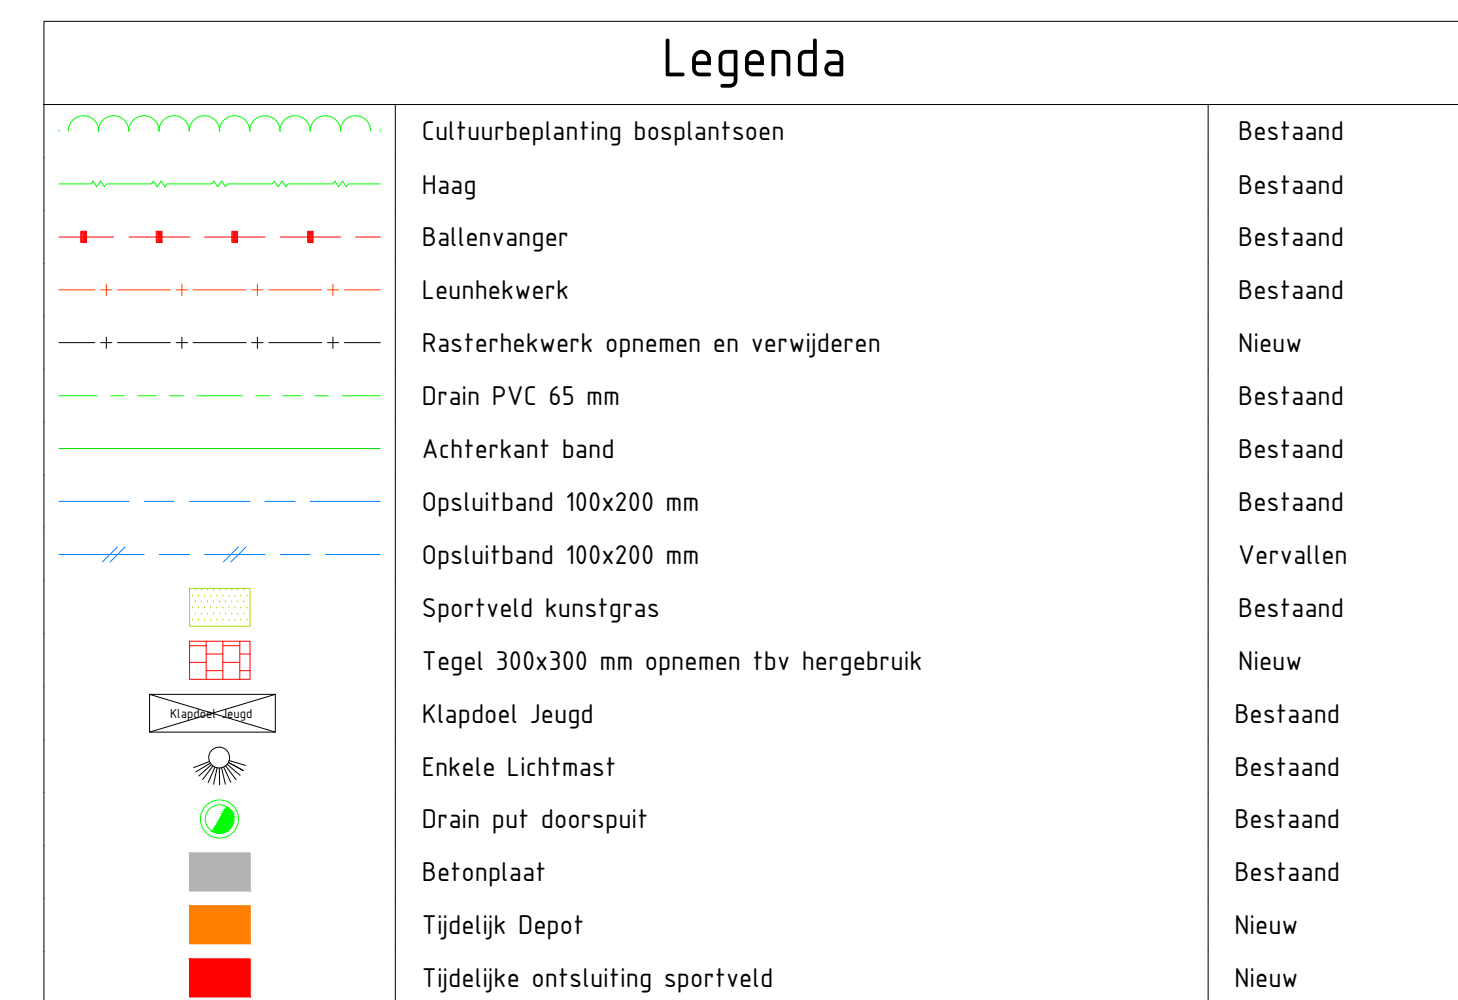 Legenda
Cultuurbeplanting bosplantsoen Bestaand
Haag Bestaand
Ballenvanger Bestaand
Leunhekwerk Bestaand
Rasterhekwerk opnemen en verwijderen Nieuw
Drain PVC 65 mm Bestaand
Achterkant band Bestaand
Opsluitband 100x200 mm Bestaand
Opsluitband 100x200 mm Vervallen
Sportveld kunstgras Bestaand
Tegel 300x300 mm opnemen tbv hergebruik Nieuw
Klapdoel Jeugd Klapdoel Jeugd Bestaand
Enkele Lichtmast Bestaand
Drain put doorspuit Bestaand
Betonplaat Bestaand
Tijdelijk Depot Nieuw
Tijdelijke ontsluiting sportveld Nieuw